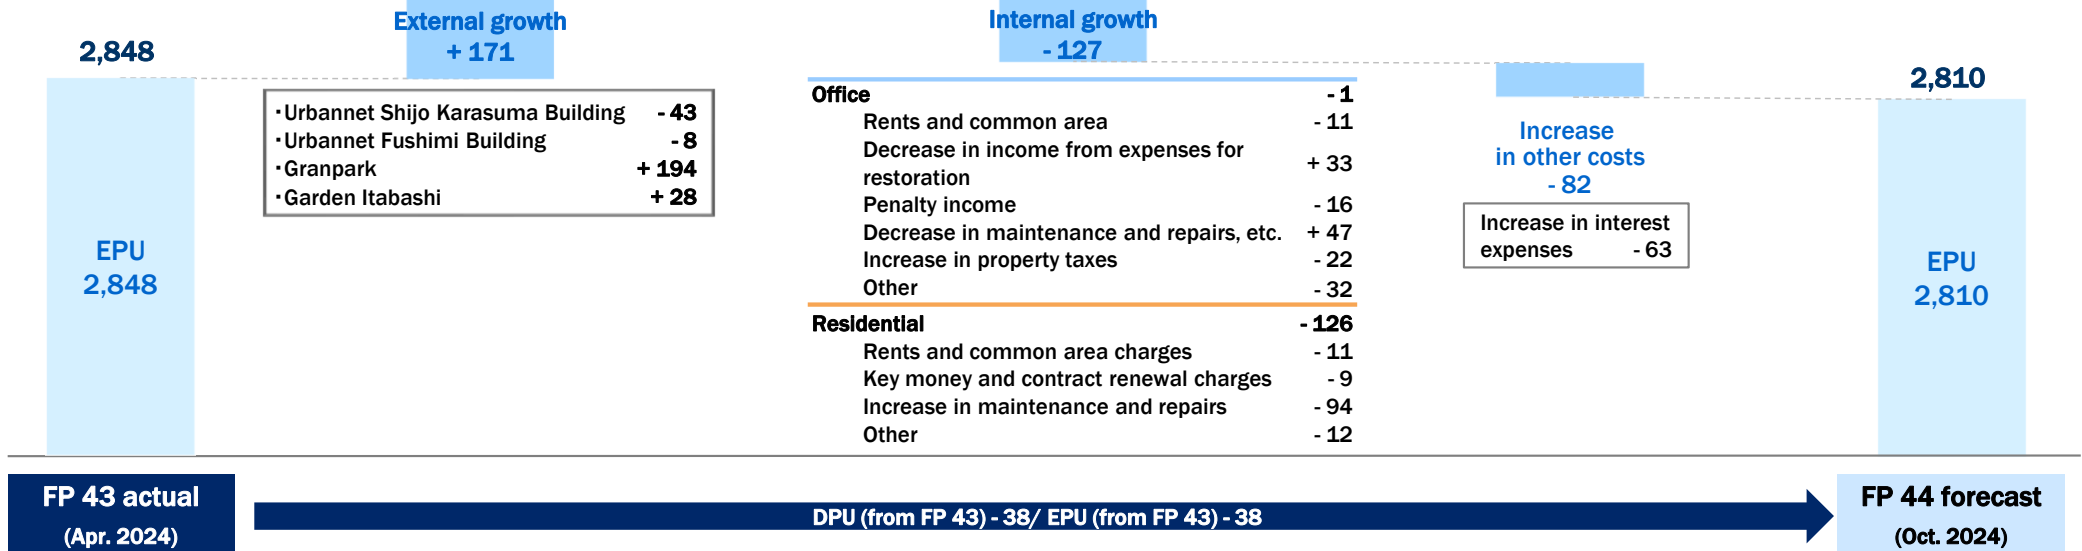 2,848
EPU
2,848
External growth
+ 171
・Urbannet Shijo Karasuma Building - 43
・Urbannet Fushimi Building - 8
・Granpark + 194
・Garden Itabashi + 28
Internal growth
- 127
Office - 1
Rents and common area - 11
Decrease in income from expenses for
restoration + 33
Penalty income - 16
Decrease in maintenance and repairs, etc. + 47
Increase in property taxes - 22
Other - 32
Residential - 126
Rents and common area charges - 11
Key money and contract renewal charges - 9
Increase in maintenance and repairs - 94
Other - 12
Increase
in other costs
- 82
Increase in interest
expenses - 63
2,810
EPU
2,810
FP 43 actual
(Apr. 2024)
DPU (from FP 43) - 38/ EPU (from FP 43) - 38
FP 44 forecast
(Oct. 2024)